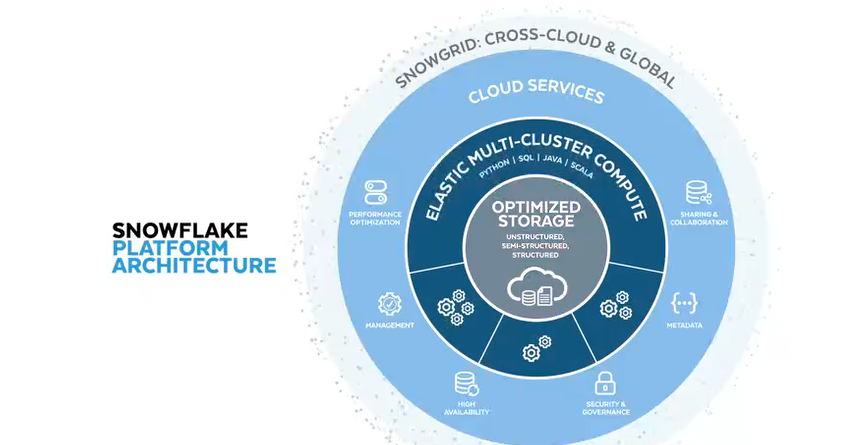 SNOWFLAKE
PLATFORM
ARCHITECTURE
SNOWGRID: CROSS-CLOUD & GLOBAL
CLOUD SERVICES
ELASTIC MULTI-CLUSTER COMPUTE
PYTHON | SQL | JAVA | SCALA
OPTIMIZED
STORAGE
UNSTRUCTURED,
SEMI-STRUCTURED,
STRUCTURED
PERFORMANCE
OPTIMIZATION
SHARING &
COLLABORATION
MANAGEMENT
METADATA
HIGH
AVAILABILITY
SECURITY &
GOVERNANCE